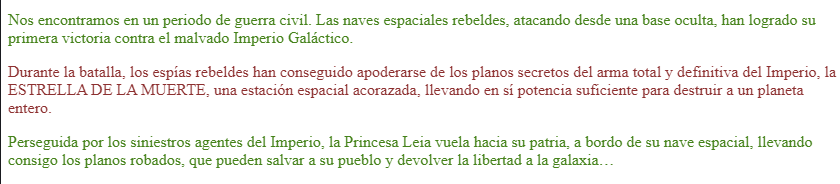 Nos encontramos en un periodo de guerra civil. Las naves espaciales rebeldes, atacando desde una base oculta, han logrado su
primera victoria contra el malvado Imperio Galáctico.
Durante la batalla, los espías rebeldes han conseguido apoderarse de los planos secretos del arma total y definitiva del Imperio, la
ESTRELLA DE LA MUERTE, una estación espacial acorazada, llevando en sí potencia suficiente para destruir a un planeta
entero.
Perseguida por los siniestros agentes del Imperio, la Princesa Leia vuela hacia su patria, a bordo de su nave espacial, llevando
consigo los planos robados, que pueden salvar a su pueblo y devolver la libertad a la galaxia…